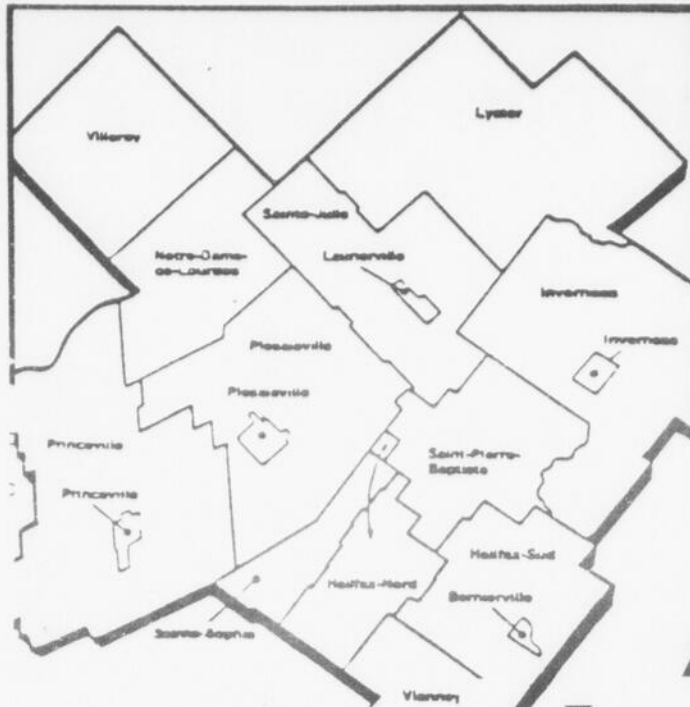 Villeroy
Lyster
Sainte-Julie
Notre-Dame-
de-Lourdes
Laurierville
Inverness
Inverness
Plessisville
Plessisville
Princeville
Saint-Pierre-
Baptiste
Princeville
Halifax-Sud
Halifax-Nord
Bernierville
Sainte-Sophie
Vianney